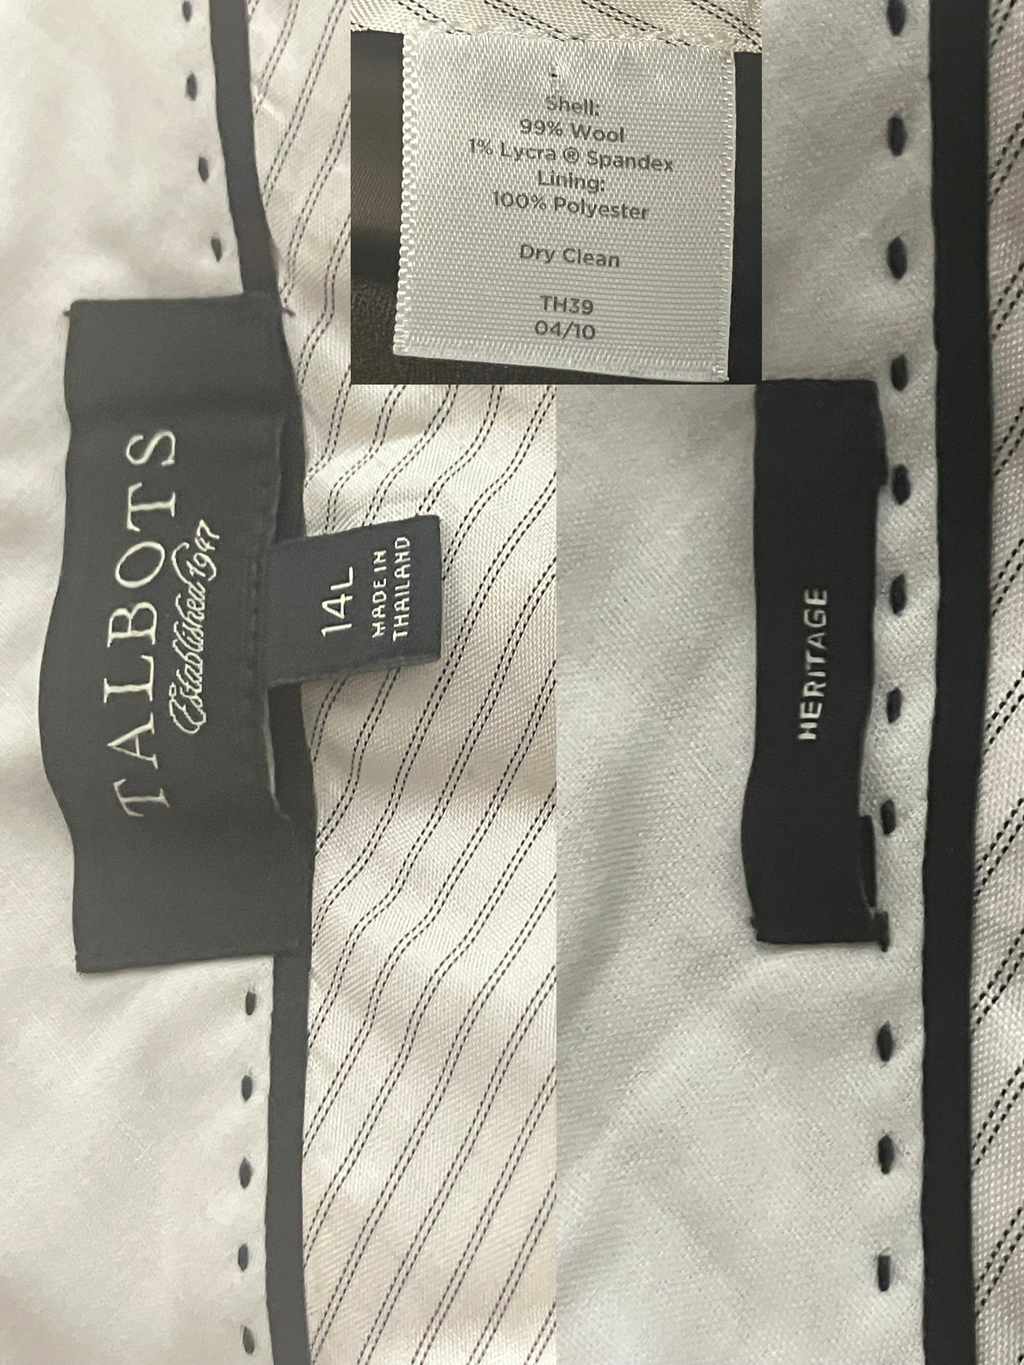 Shell:
99% Wool
1% Lycra ® Spandex
Lining:
100% Polyester
Dry Clean
TH39
04/10
TALBOTS
Established 1947
14L
MADE IN
THAILAND
HERITAGE